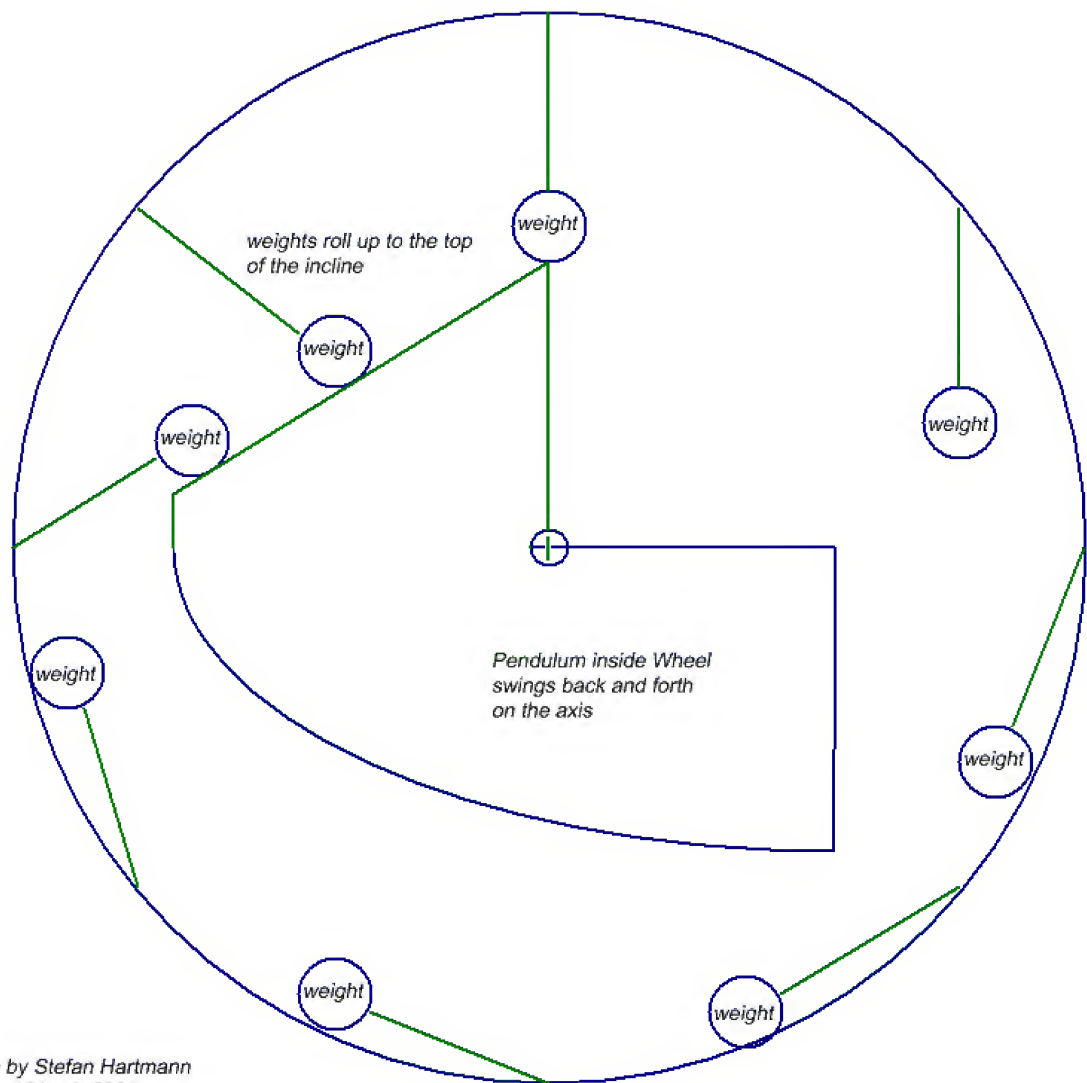 weight
weights roll up to the top
of the incline
weight
weight
weight
Pendulum inside Wheel
swings back and forth
on the axis
weight
weight
weight
weight
by Stefan Hartmann